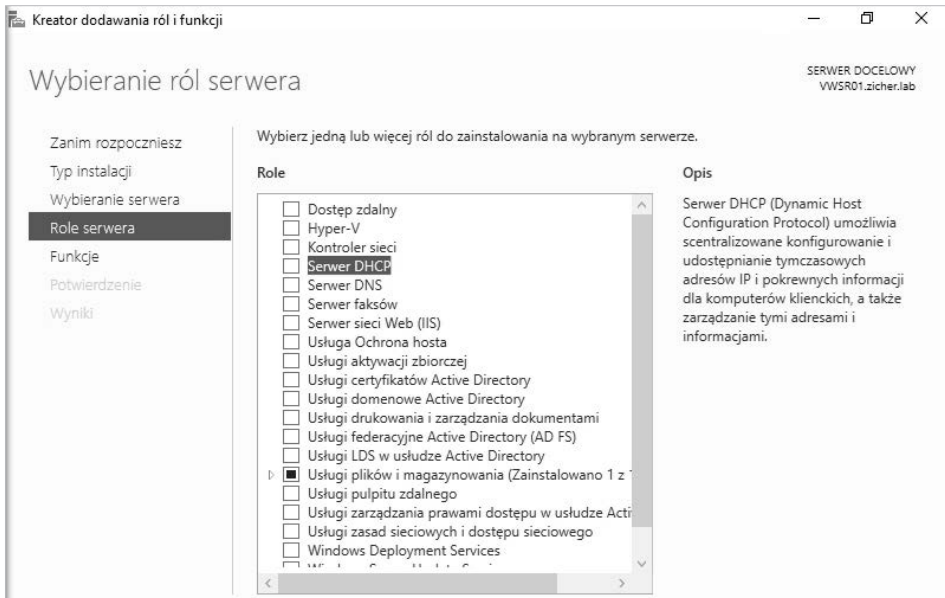 Kreator dodawania ról i funkcji
Wybieranie ról serwera
SERWER DOCELOWY
VWSR01.zicher.lab
Zanim rozpoczniesz
Typ instalacji
Wybieranie serwera
Role serwera
Funkcje
Potwierdzenie
Wyniki
Wybierz jedną lub więcej ról do zainstalowania na wybranym serwerze.
Role
Dostęp zdalny
Hyper-V
Kontroler sieci
Serwer DHCP
Serwer DNS
Serwer faksów
Serwer sieci Web (IIS)
Usługa Ochrona hosta
Usługi aktywacji zbiorczej
Usługi certyfikatów Active Directory
Usługi domenowe Active Directory
Usługi drukowania i zarządzania dokumentami
Usługi federacyjne Active Directory (AD FS)
Usługi LDS w usłudze Active Directory
Usługi plików i magazynowania (Zainstalowano 1 z
Usługi pulpitu zdalnego
Usługi zarządzania prawami dostępu w usłudze Acti
Usługi zasad sieciowych i dostępu sieciowego
Windows Deployment Services
Opis
Serwer DHCP (Dynamic Host
Configuration Protocol) umożliwia
scentralizowane konfigurowanie i
udostępnianie tymczasowych
adresów IP i pokrewnych informacji
dla komputerów klienckich, a także
zarządzanie tymi adresami i
informacjami.